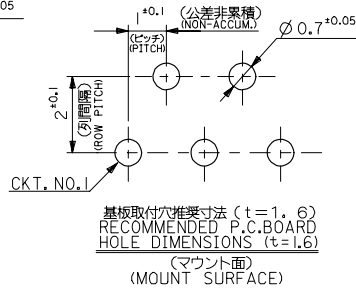 05
1±0.1
(ピッチ)
(PITCH)
(公差非累積)
(NON-ACCUM.)
Ø0.7±0.05
2±0.1
(列間隔)
(ROW PITCH)
CKT. NO.1
基板取付穴推奨寸法 (t=1. 6)
RECOMMENDED P.C.BOARD
HOLE DIMENSIONS (t=1.6)
(マウント面)
(MOUNT SURFACE)